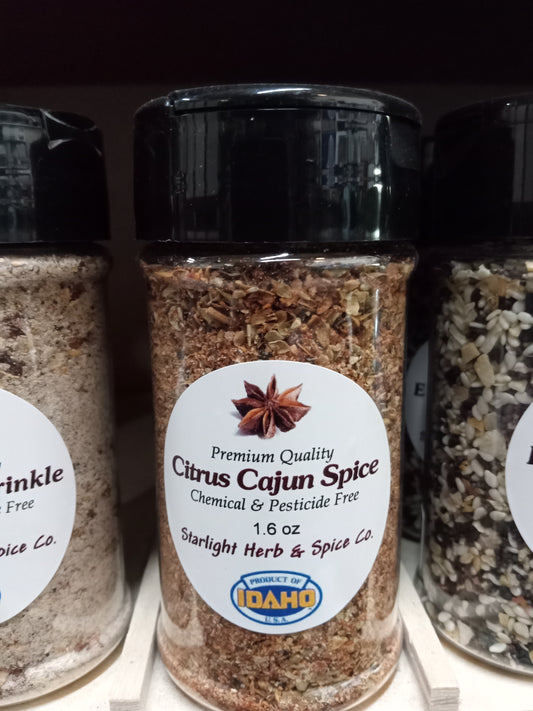 Premium Quality
Citrus Cajun Spice
Chemical & Pesticide Free
1.6 oz
Starlight Herb & Spice Co.
PRODUCT OF
IDAHO
U.S.A.
rinkle
Free
pice Co.